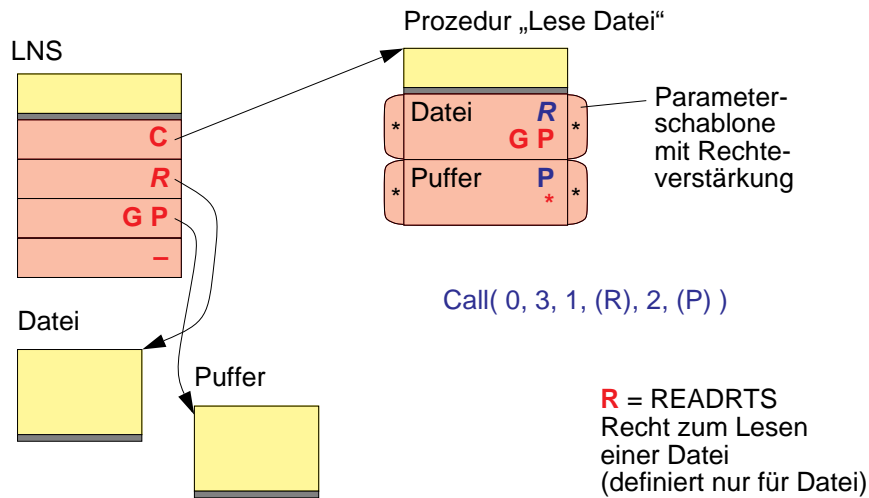 Prozedur „Lese Datei“
LNS
C
R
G P
–
Datei R
* *
G P
Puffer P
* *
*
Parameter-
schablone
mit Rechte-
verstärkung
Call( 0, 3, 1, (R), 2, (P) )
Datei
Puffer
R = READRTS
Recht zum Lesen
einer Datei
(definiert nur für Datei)